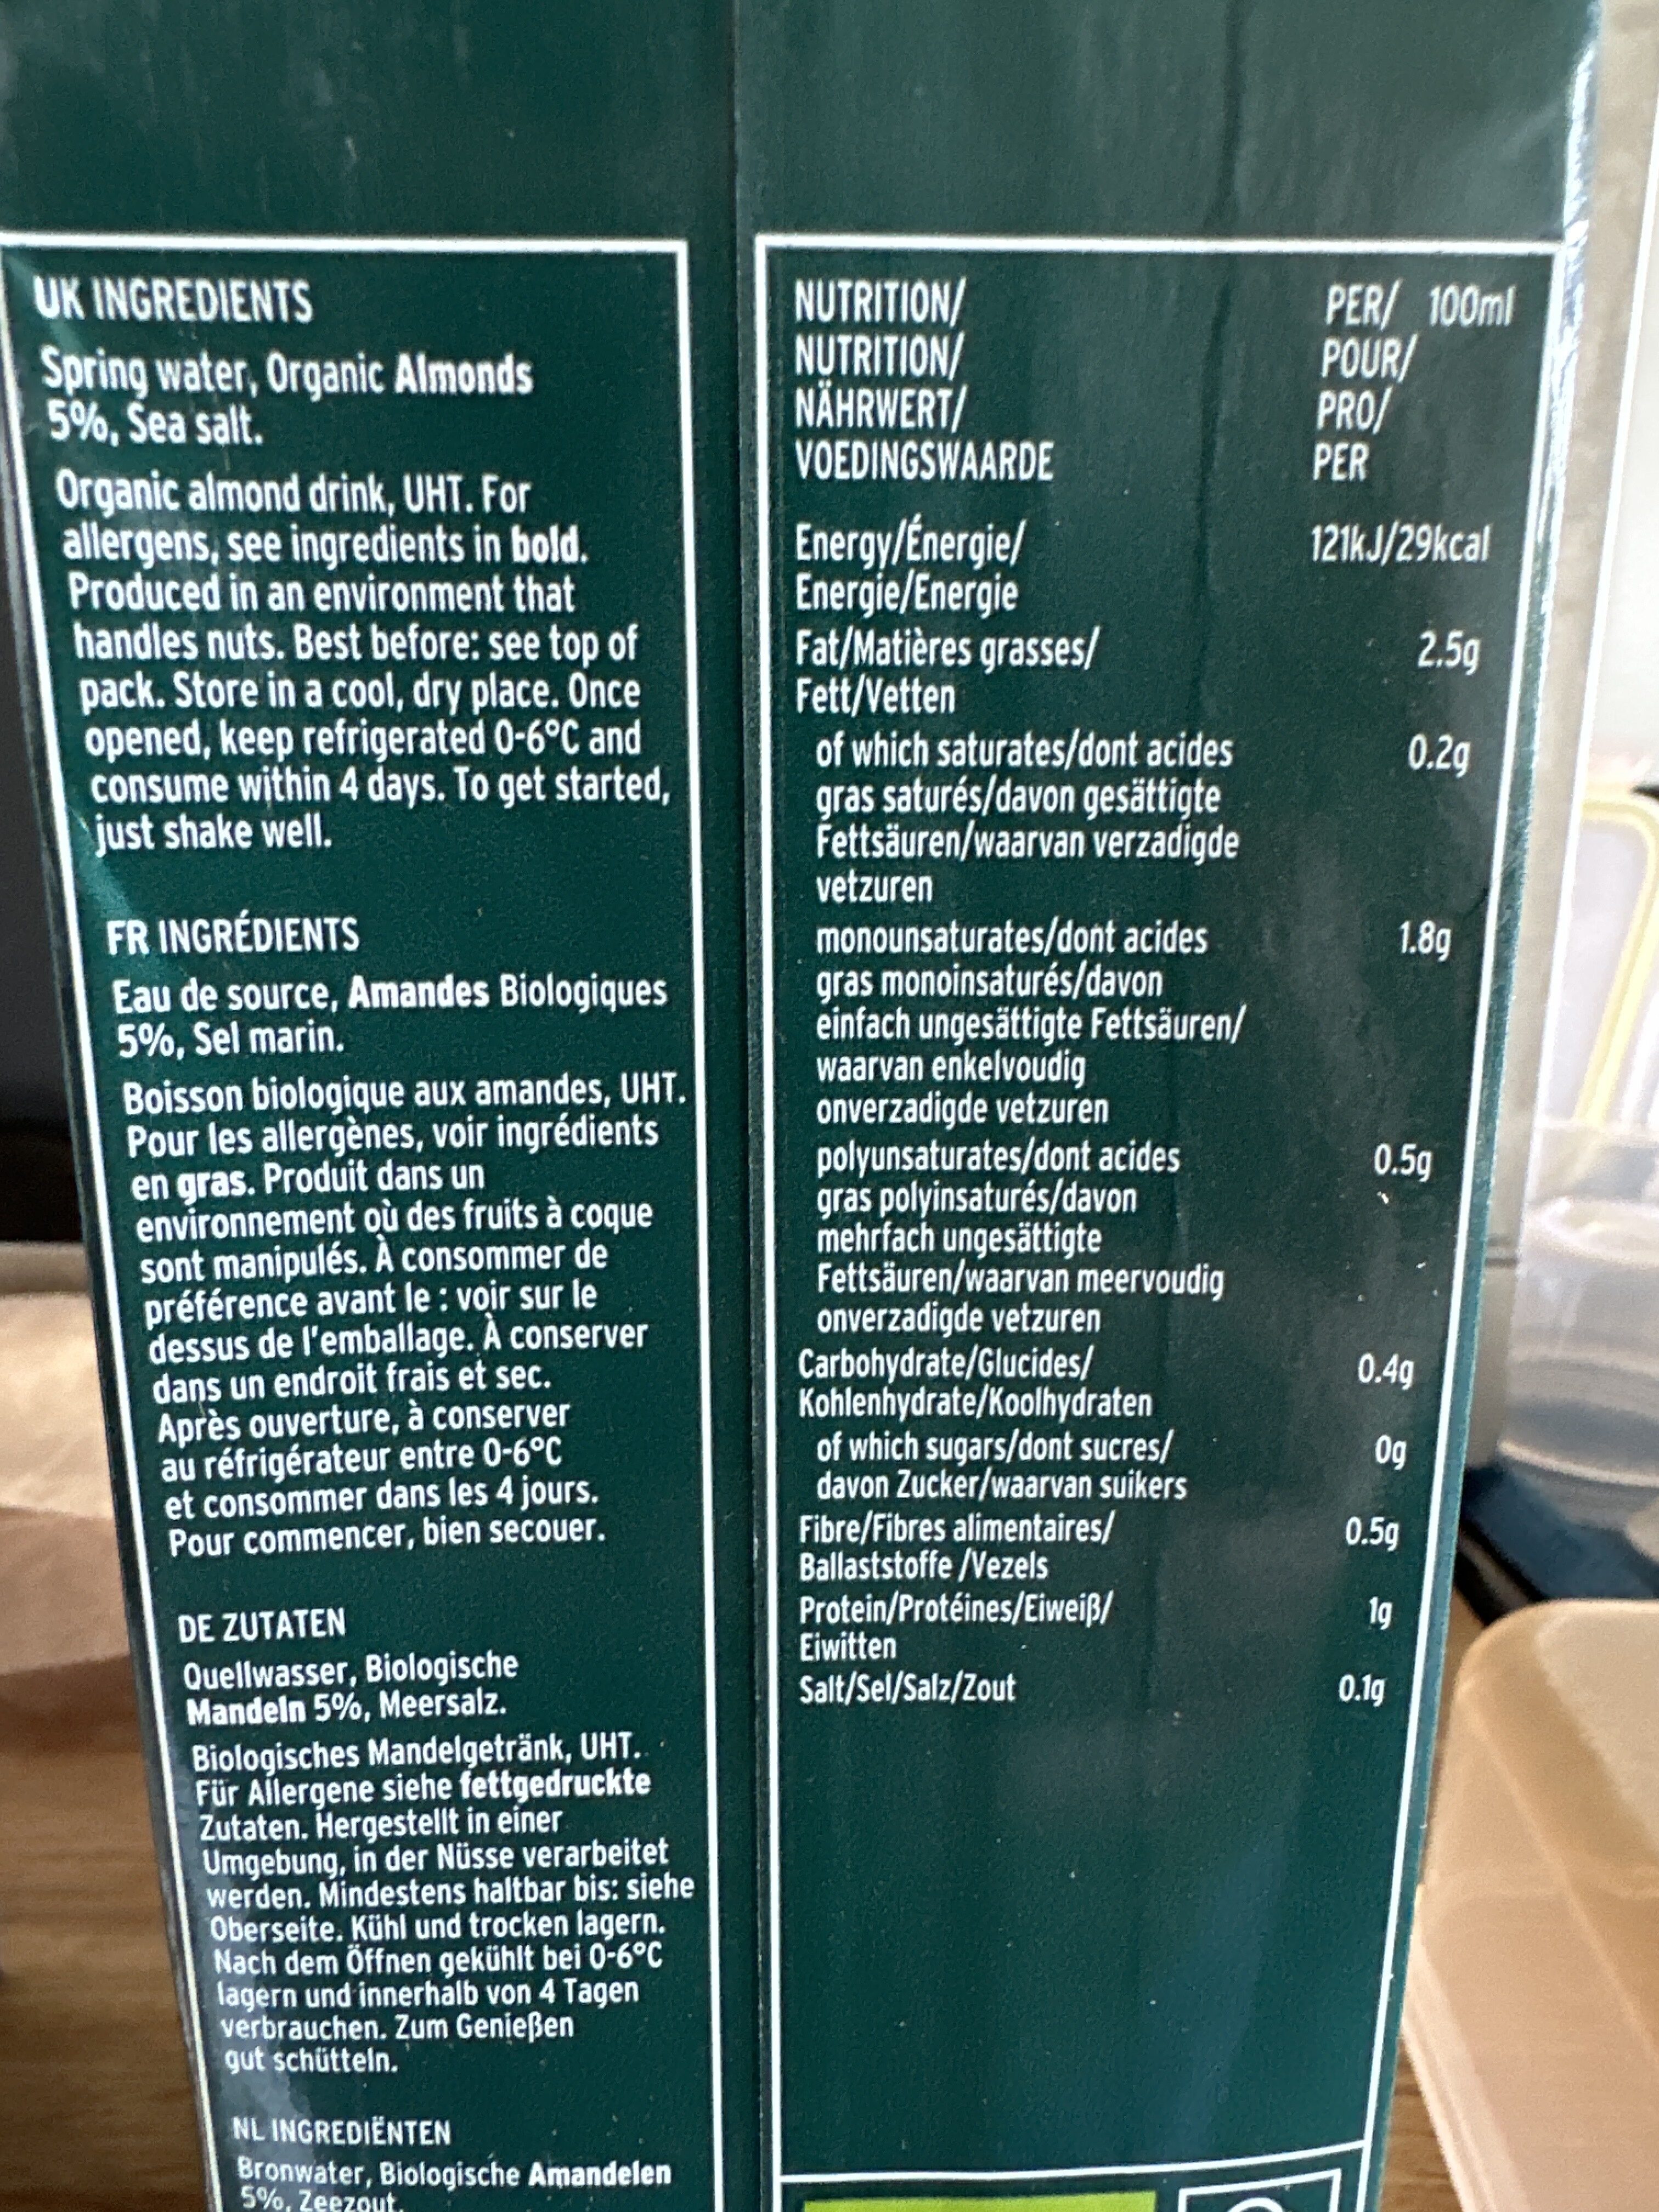 UK INGREDIENTS
Spring water, Organic Almonds
5%, Sea salt.
Organic almond drink, UHT. For
allergens, see ingredients in bold.
Produced in an environment that
handles nuts. Best before: see top of
pack. Store in a cool, dry place. Once
opened, keep refrigerated 0-6°C and
consume within 4 days. To get started,
just shake well.
FR INGRÉDIENTS
Eau de source, Amandes Biologiques
5%, Sel marin.
Boisson biologique aux amandes, UHT.
Pour les allergènes, voir ingrédients
en gras. Produit dans un
environnement où des fruits à coque
sont manipulés. À consommer de
préférence avant le : voir sur le
dessus de l'emballage. À conserver
dans un endroit frais et sec.
Après ouverture, à conserver
au réfrigérateur entre 0-6°C
et consommer dans les 4 jours.
Pour commencer, bien secouer.
DE ZUTATEN
Quellwasser, Biologische
Mandeln 5%, Meersalz.
Biologisches Mandelgetränk, UHT.
Für Allergene siehe fettgedruckte
Zutaten. Hergestellt in einer
Umgebung, in der Nüsse verarbeitet
werden. Mindestens haltbar bis: siehe
Oberseite. Kühl und trocken lagern.
Nach dem Öffnen gekühlt bei 0-6°C
lagern und innerhalb von 4 Tagen
verbrauchen. Zum Genießen
gut schütteln.
NL INGREDIËNTEN
Bronwater, Biologische Amandelen
5%, Zeezout.
NUTRITION/ PER/ 100ml
NUTRITION/ POUR/
NÄHRWERT/ PRO/
VOEDINGSWAARDE PER
Energy/Énergie/ 121kJ/29kcal
Energie/Energie
Fat/Matières grasses/ 2.5g
Fett/Vetten
of which saturates/dont acides 0.2g
gras saturés/davon gesättigte
Fettsäuren/waarvan verzadigde
vetzuren
monounsaturates/dont acides 1.8g
gras monoinsaturés/davon
einfach ungesättigte Fettsäuren/
waarvan enkelvoudig
onverzadigde vetzuren
polyunsaturates/dont acides 0.5g
gras polyinsaturés/davon
mehrfach ungesättigte
Fettsäuren/waarvan meervoudig
onverzadigde vetzuren
Carbohydrate/Glucides/ 0.4g
Kohlenhydrate/Koolhydraten
of which sugars/dont sucres/ 0g
davon Zucker/waarvan suikers
Fibre/Fibres alimentaires/ 0.5g
Ballaststoffe /Vezels
Protein/Protéines/Eiweiß/ 1g
Eiwitten
Salt/Sel/Salz/Zout 0.1g